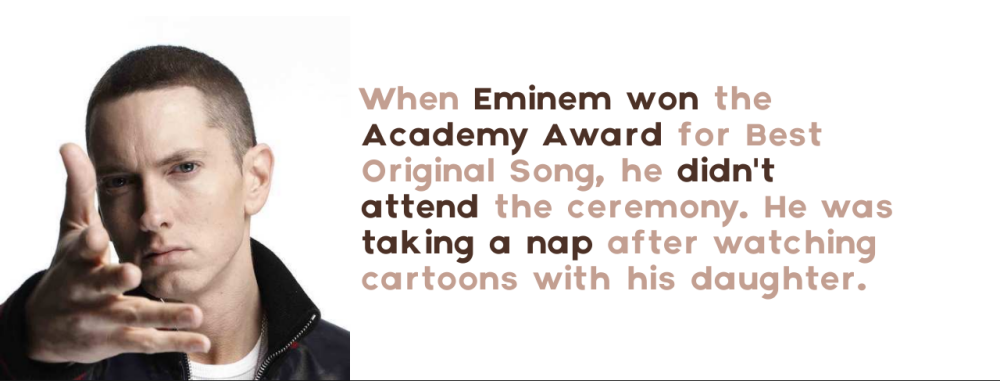 When Eminem won the
Academy Award for Best
Original Song, he didn't
attend the ceremony. He was
taking a nap after watching
cartoons with his daughter.